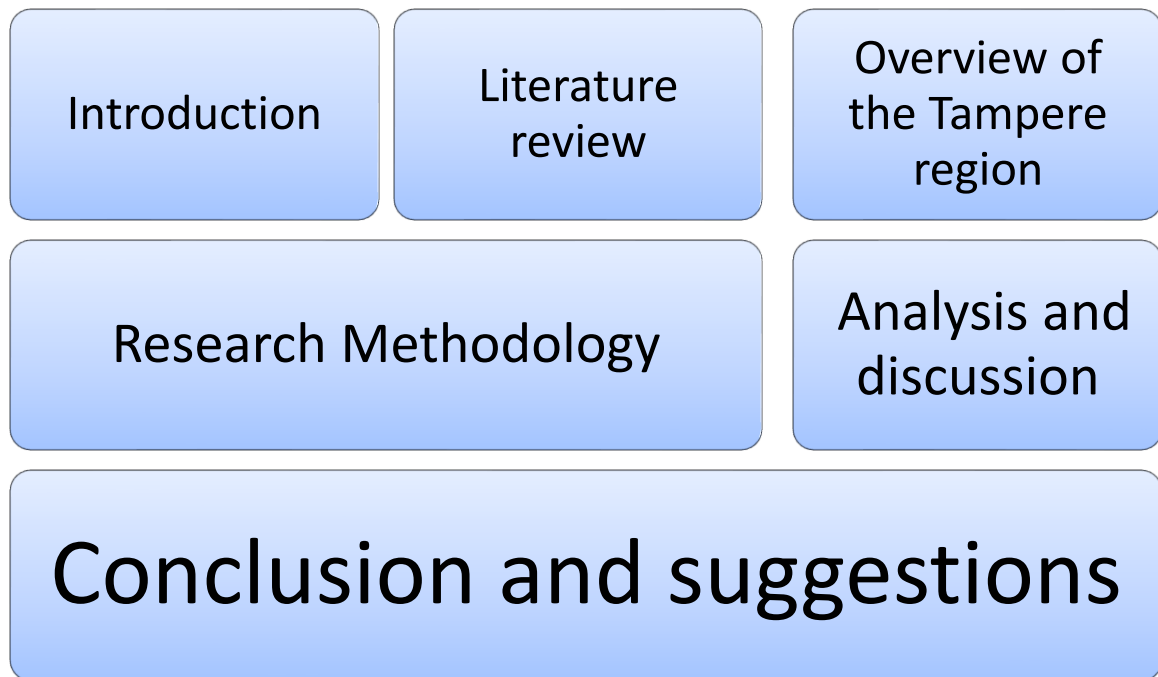 Introduction
Literature
review
Overview of
the Tampere
region
Research Methodology
Analysis and
discussion
Conclusion and suggestions